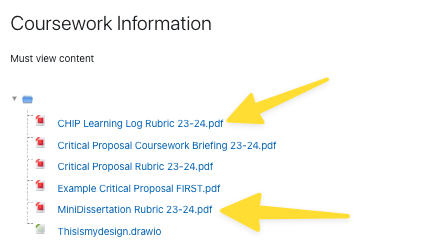 Coursework Information
Must view content
CHIP Learning Log Rubric 23-24.pdf
Critical Proposal Coursework Briefing 23-24.pdf
Critical Proposal Rubric 23-24.pdf
Example Critical Proposal FIRST.pdf
MiniDissertation Rubric 23-24.pdf
Thisismydesign.drawio